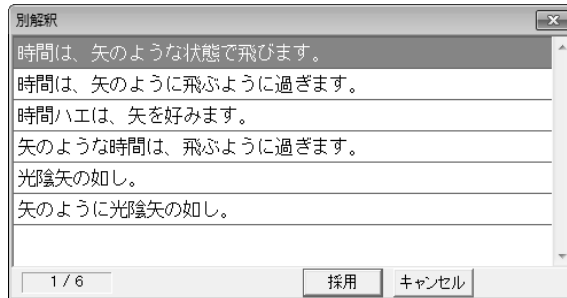 別解釈
時間は、矢のような状態で飛びます。
時間は、矢のように飛ぶように過ぎます。
時間ハエは、矢を好みます。
矢のような時間は、飛ぶように過ぎます。
光陰矢の如し。
矢のように光陰矢の如し。
1 / 6
採用
キャンセル